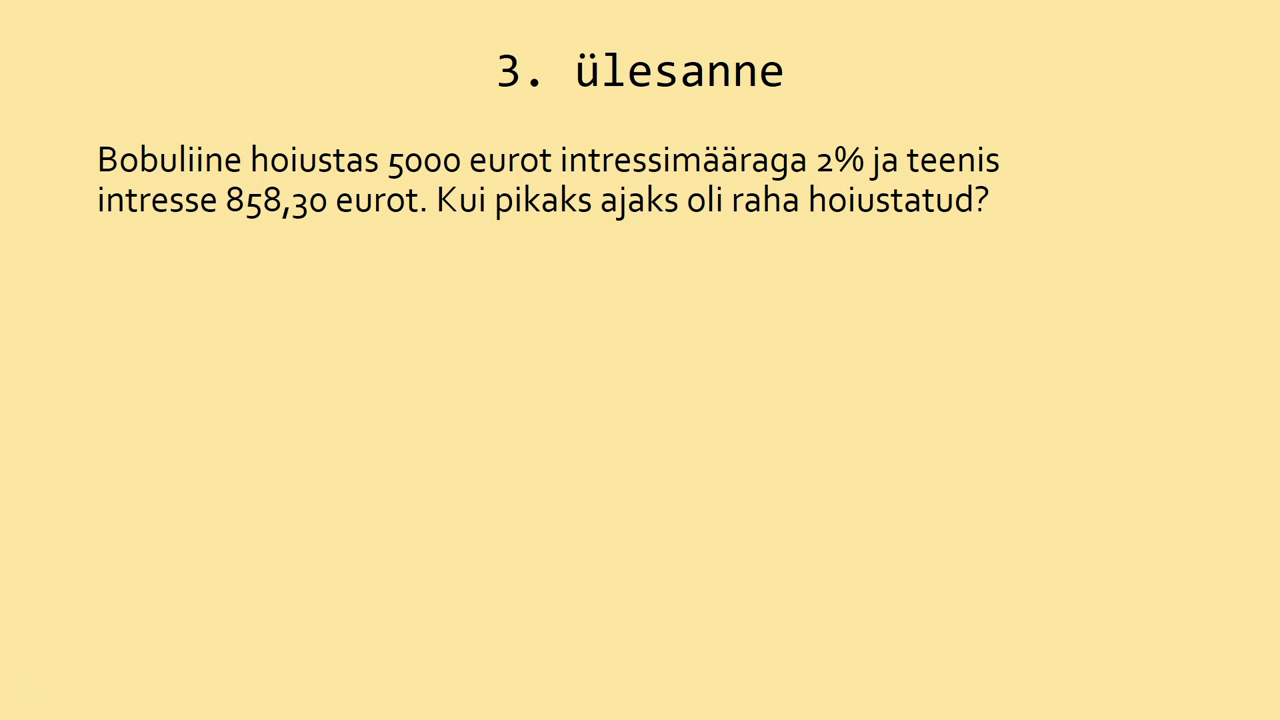 3. ülesanne
Bobuliine hoiustas 5000 eurot intressimääraga 2% ja teenis
intresse 858,30 eurot. Kui pikaks ajaks oli raha hoiustatud?